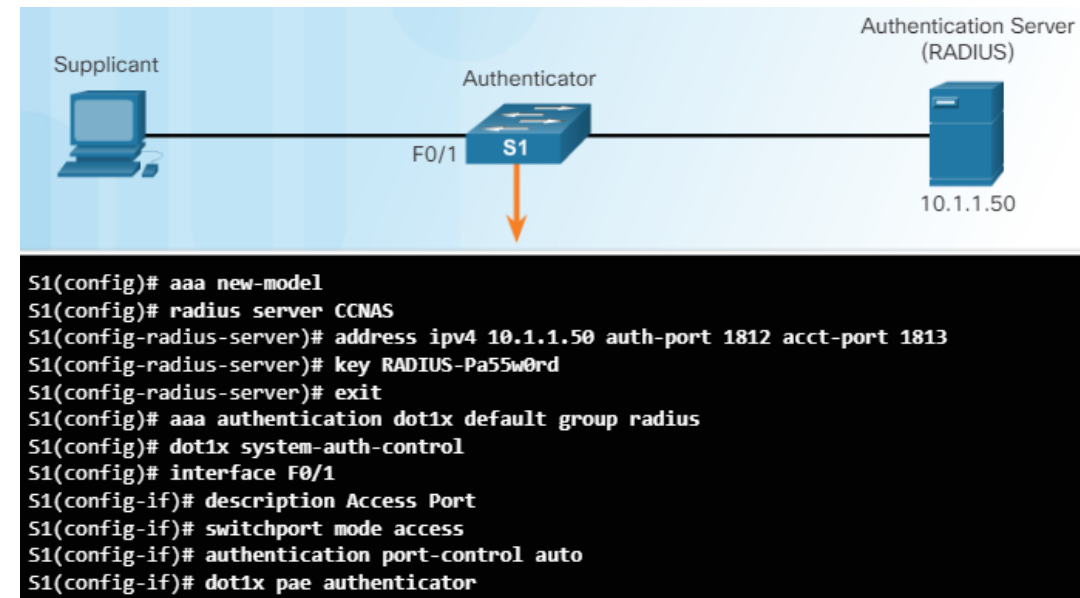 Authentication Server
(RADIUS)
Supplicant
Authenticator
F0/1
S1
10.1.1.50
S1(config)# aaa new-model
S1(config)# radius server CCNAS
S1(config-radius-server)# address ipv4 10.1.1.50 auth-port 1812 acct-port 1813
S1(config-radius-server)# key RADIUS-Pa55w0rd
S1(config-radius-server)# exit
S1(config)# aaa authentication dot1x default group radius
S1(config)# dot1x system-auth-control
S1(config)# interface F0/1
S1(config-if)# description Access Port
S1(config-if)# switchport mode access
S1(config-if)# authentication port-control auto
S1(config-if)# dot1x pae authenticator